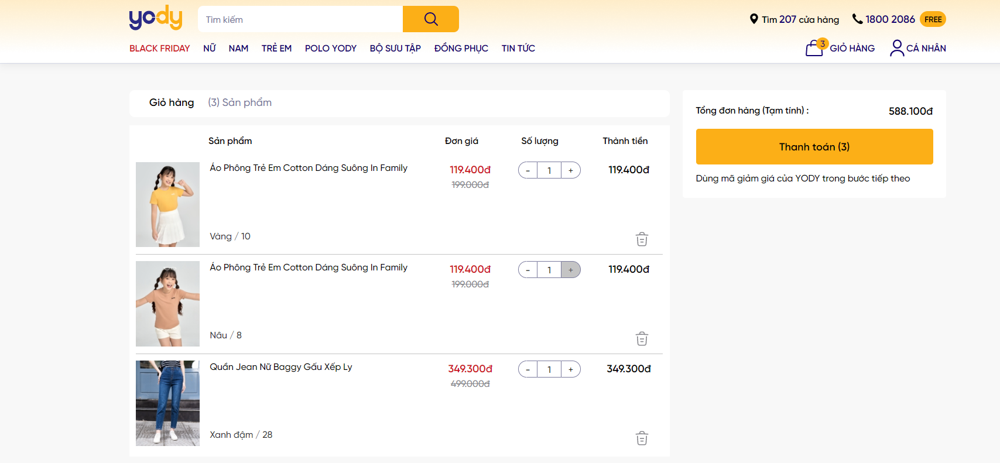 yody
Tìm kiếm
Tìm 207 cửa hàng
1800 2086
FREE
BLACK FRIDAY NỮ NAM TRẺ EM POLO YODY BỘ SƯU TẬP ĐỒNG PHỤC TIN TỨC
3
GIỎ HÀNG
CÁ NHÂN
Giỏ hàng (3) Sản phẩm
Sản phẩm Đơn giá Số lượng Thành tiền
Áo Phông Trẻ Em Cotton Dáng Suông In Family 119.400đ - 1 + 119.400đ
199.000đ
Vàng / 10
Áo Phông Trẻ Em Cotton Dáng Suông In Family 119.400đ - 1 + 119.400đ
199.000đ
Nâu / 8
Quần Jean Nữ Baggy Gấu Xếp Ly 349.300đ - 1 + 349.300đ
499.000đ
Xanh đậm / 28
Tổng đơn hàng (Tạm tính) : 588.100đ
Thanh toán (3)
Dùng mã giảm giá của YODY trong bước tiếp theo